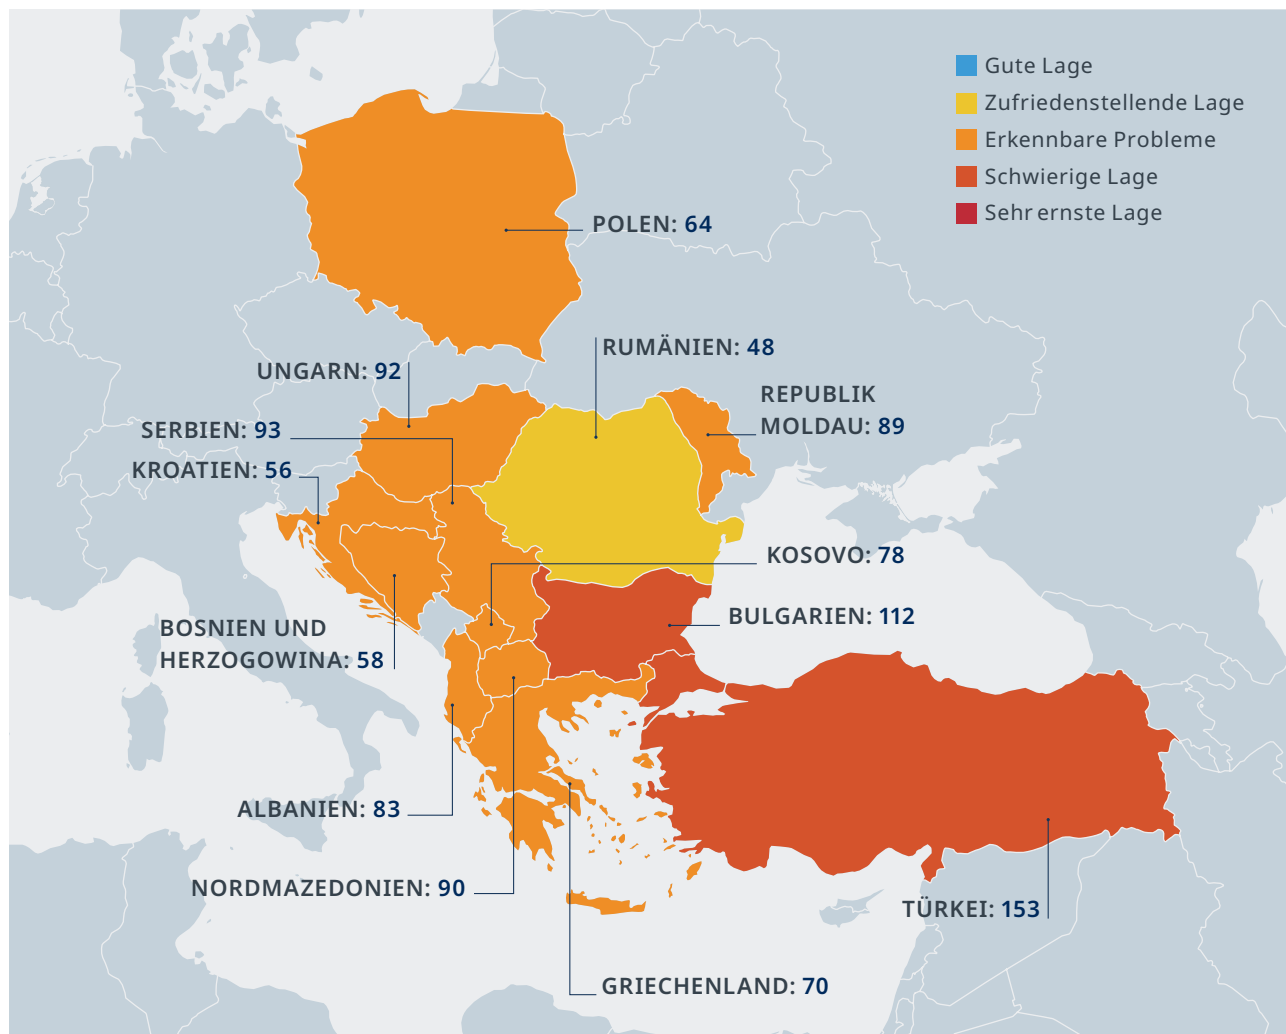 Gute Lage
Zufriedenstellende Lage
Erkennbare Probleme
Schwierige Lage
Sehr ernste Lage
POLEN: 64
RUMÄNIEN: 48
UNGARN: 92
REPUBLIK
MOLDAU: 89
SERBIEN: 93
KROATIEN: 56
KOSOVO: 78
BULGARIEN: 112
BOSNIEN UND
HERZOGOWINA: 58
ALBANIEN: 83
NORDMAZEDONIEN: 90
TÜRKEI: 153
GRIECHENLAND: 70